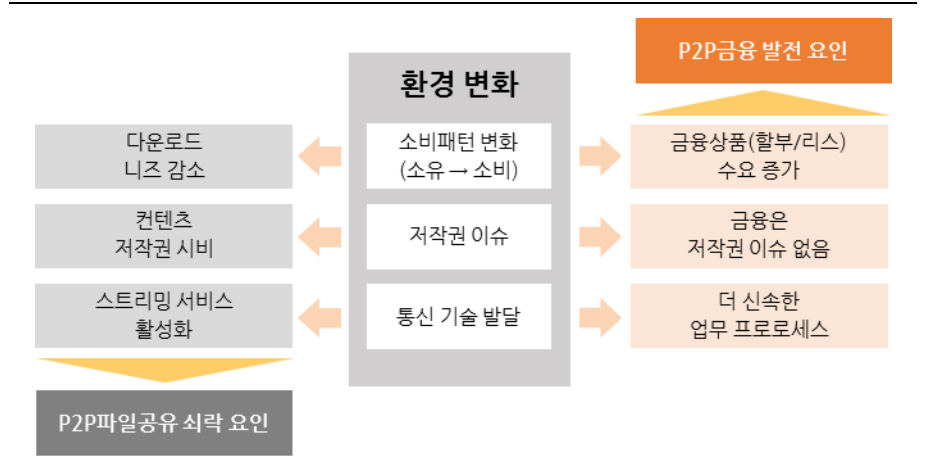 P2P금융 발전 요인
환경 변화
다운로드
니즈 감소
소비패턴 변화
(소유 → 소비)
금융상품(할부/리스)
수요 증가
컨텐츠
저작권 시비
저작권 이슈
금융은
저작권 이슈 없음
스트리밍 서비스
활성화
통신 기술 발달
더 신속한
업무 프로로세스
P2P파일공유 쇠락 요인